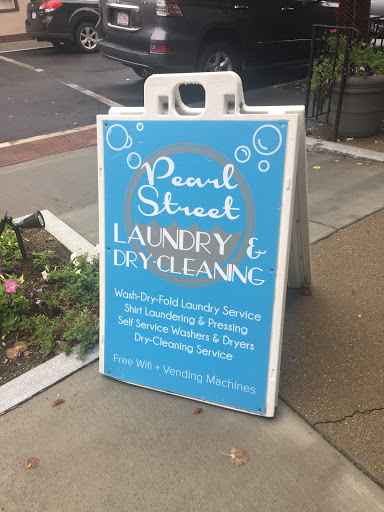 Pearl
Street
LAUNDRY &
DRY-CLEANING
Wash-Dry-Fold Laundry Service
Shirt Laundering & Pressing
Self Service Washers & Dryers
Dry-Cleaning Service
Free Wifi + Vending Machines